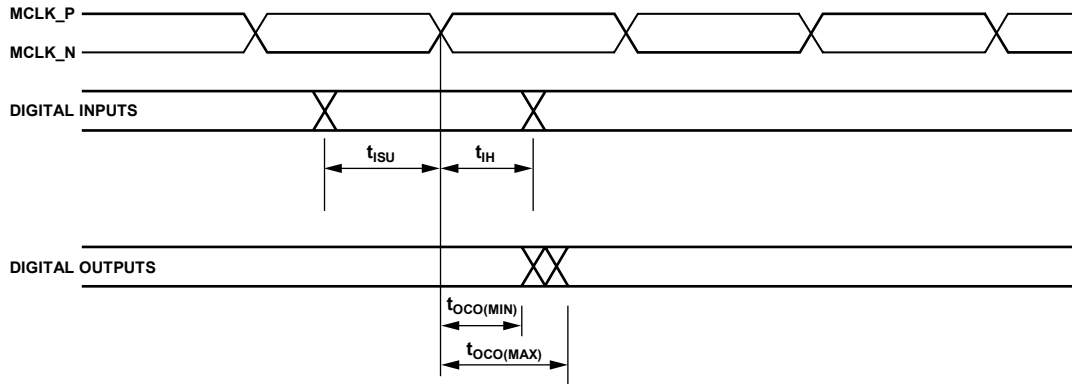 MCLK_P
MCLK_N
DIGITAL INPUTS
tISU
tIH
DIGITAL OUTPUTS
tOCO(MIN)
tOCO(MAX)